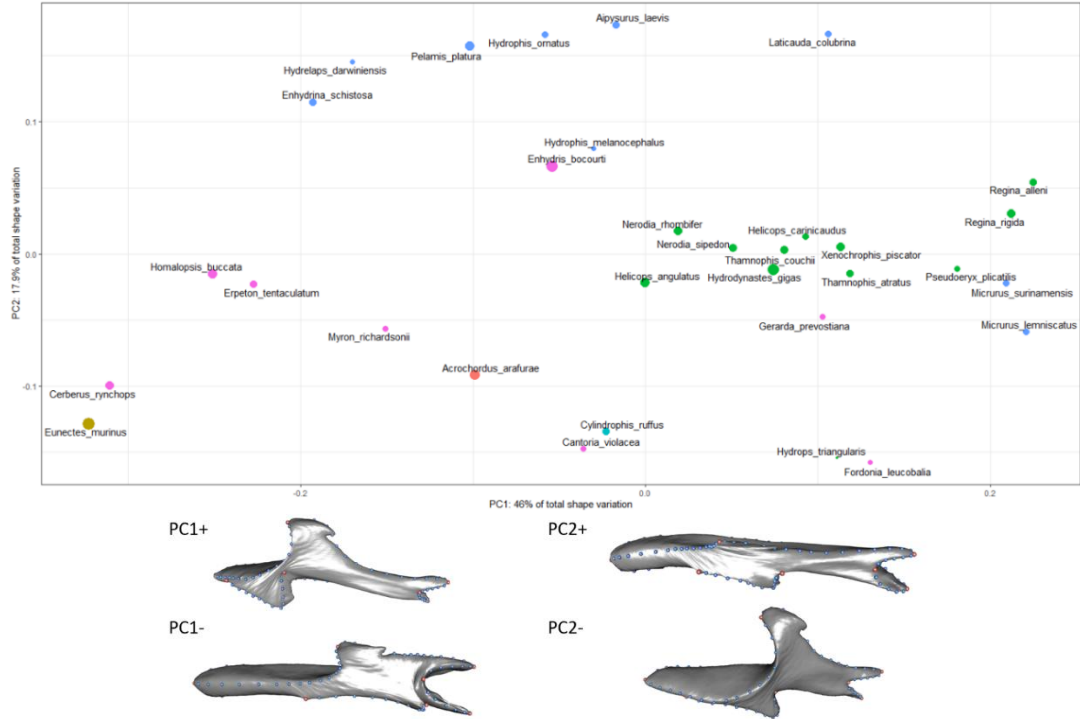 Aipysurus_laevis
Hydrophis_ornatus
Laticauda_colubrina
Pelamis_platura
Hydrelaps_darwiniensis
Enhydrina_schistosa
0.1
Hydrophis_melanocephalus
Enhydris_bocourti
Regina_alleni
Regina_rigida
Nerodia_rhombifer
Helicops_carinicaudus
Nerodia_sipedon
Xenochrophis_piscator
0.0
Thamnophis_couchii
Homalopsis_buccata
Helicops_angulatus
Hydrodynastes_gigas
Pseudoeryx_plicatilis
Thamnophis_atratus
Erpeton_tentaculatum
Micrurus_surinamensis
Gerarda_prevostiana
Micrurus_lemniscatus
Myron_richardsonii
Acrochordus_arafurae
-0.1
Cerberus_rynchops
Eunectes_murinus
Cylindrophis_ruffus
Cantoria_violacea
Hydrops_triangularis
Fordonia_leucobalia
PC2: 17.9% of total shape variation
-0.2
0.0
0.2
PC1: 46% of total shape variation
PC1+
PC2+
PC1-
PC2-